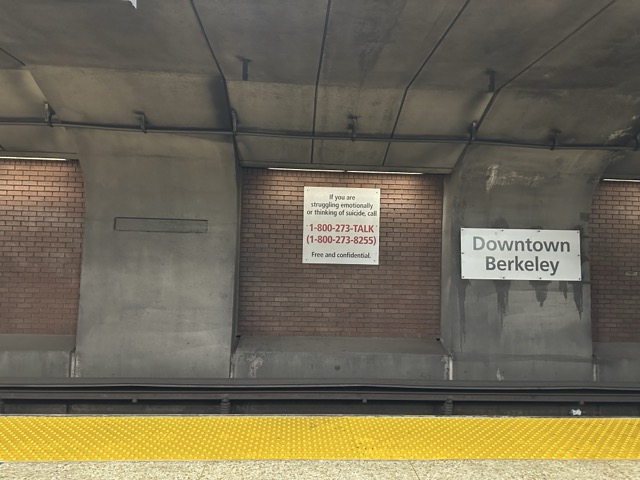 If you are
struggling emotionally
or thinking of suicide, call
1-800-273-TALK
(1-800-273-8255)
Free and confidential.
Downtown
Berkeley